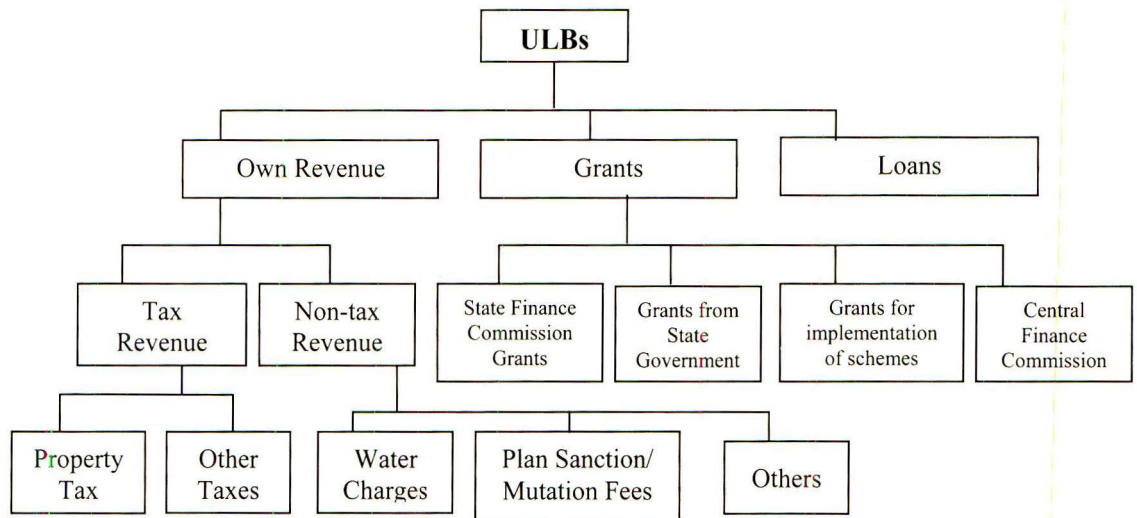 ULBs
Own Revenue
Grants
Loans
Tax
Revenue
Non-tax
Revenue
State Finance
Commission
Grants
Grants from
State
Government
Grants for
implementation
of schemes
Central
Finance
Commission
Property
Tax
Other
Taxes
Water
Charges
Plan Sanction/
Mutation Fees
Others